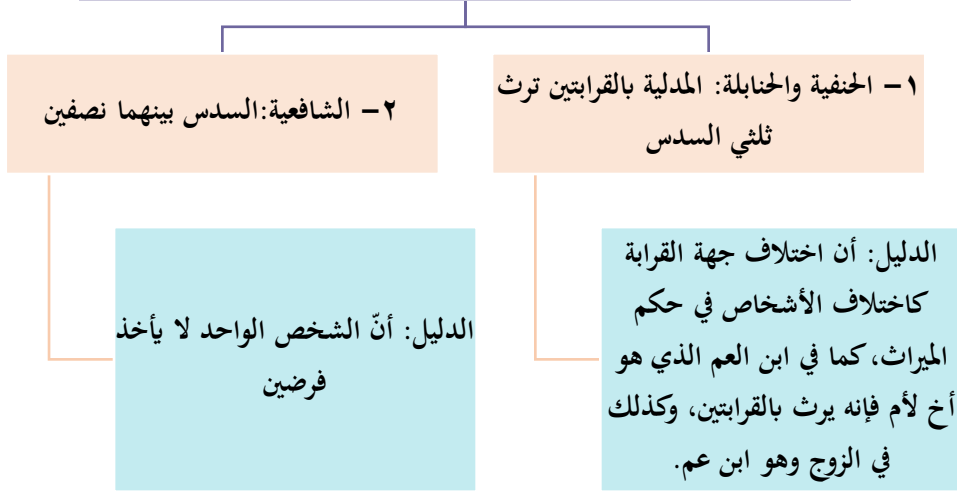 ١ – الحنفية والحنابلة: المدلية بالقرابتين ترث
ثلثي السدس
الدليل: أن اختلاف جهة القرابة
كاختلاف الأشخاص في حكم
الميراث، كما في ابن العم الذي هو
أخ لأم فإنه يرث بالقرابتين، وكذلك
في الزوج وهو ابن عم.
٢ – الشافعية:السدس بينهما نصفين
الدليل: أنّ الشخص الواحد لا يأخذ
فرضين